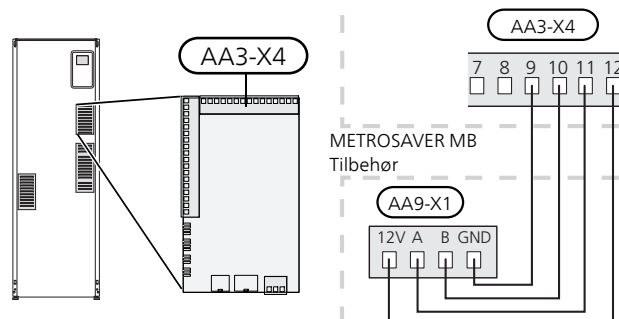 AA3-X4
AA3-X4
7 8 9 10 11 12
METROSAVER MB
Tilbehør
AA9-X1
12V A B GND